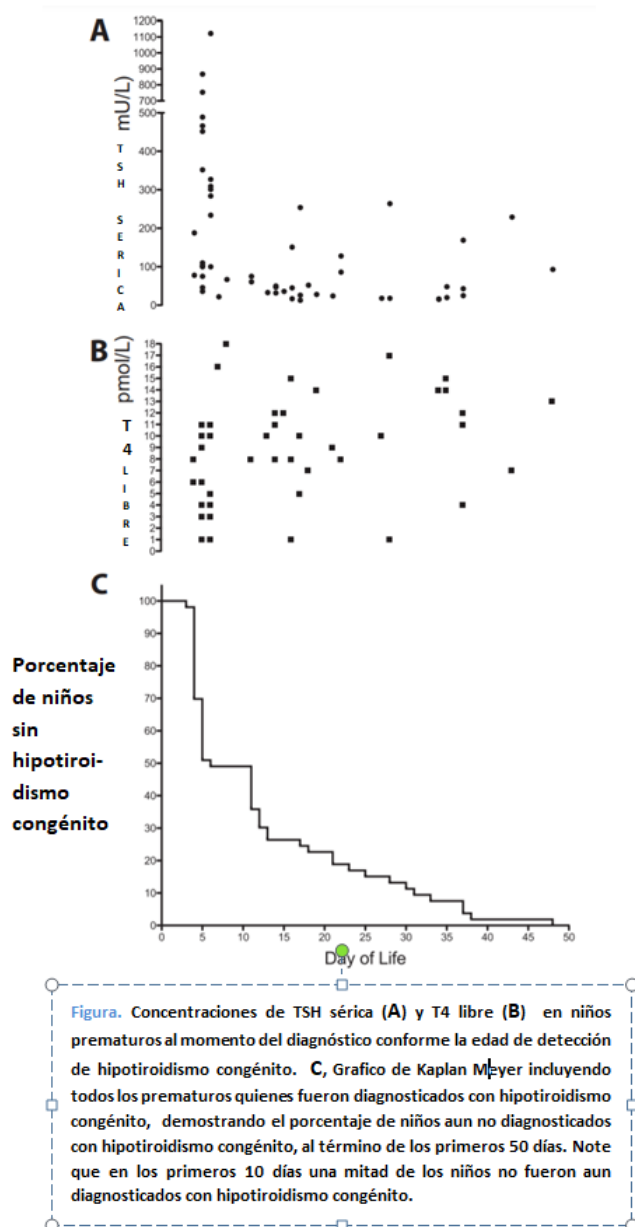 A
1200
1100
1000
900
800
700
500
400
300
200
100
0
mU/L)
TSH SERICA
B
pmol/L)
18
17
16
15
14
13
12
11
10
9
8
7
6
5
4
3
2
1
0
T4 LIBRE
C
100
90
80
70
60
50
40
30
20
10
0
Porcentaje
de niños
sin
hipotiroi-
dismo
congénito
0 5 10 15 20 25 30 35 40 45 50
Day of Life
Figura. Concentraciones de TSH sérica (A) y T4 libre (B) en niños
prematuros al momento del diagnóstico conforme la edad de detección
de hipotiroidismo congénito. C, Grafico de Kaplan Meyer incluyendo
todos los prematuros quienes fueron diagnosticados con hipotiroidismo
congénito, demostrando el porcentaje de niños aun no diagnosticados
con hipotiroidismo congénito, al término de los primeros 50 días. Note
que en los primeros 10 días una mitad de los niños no fueron aun
diagnosticados con hipotiroidismo congénito.